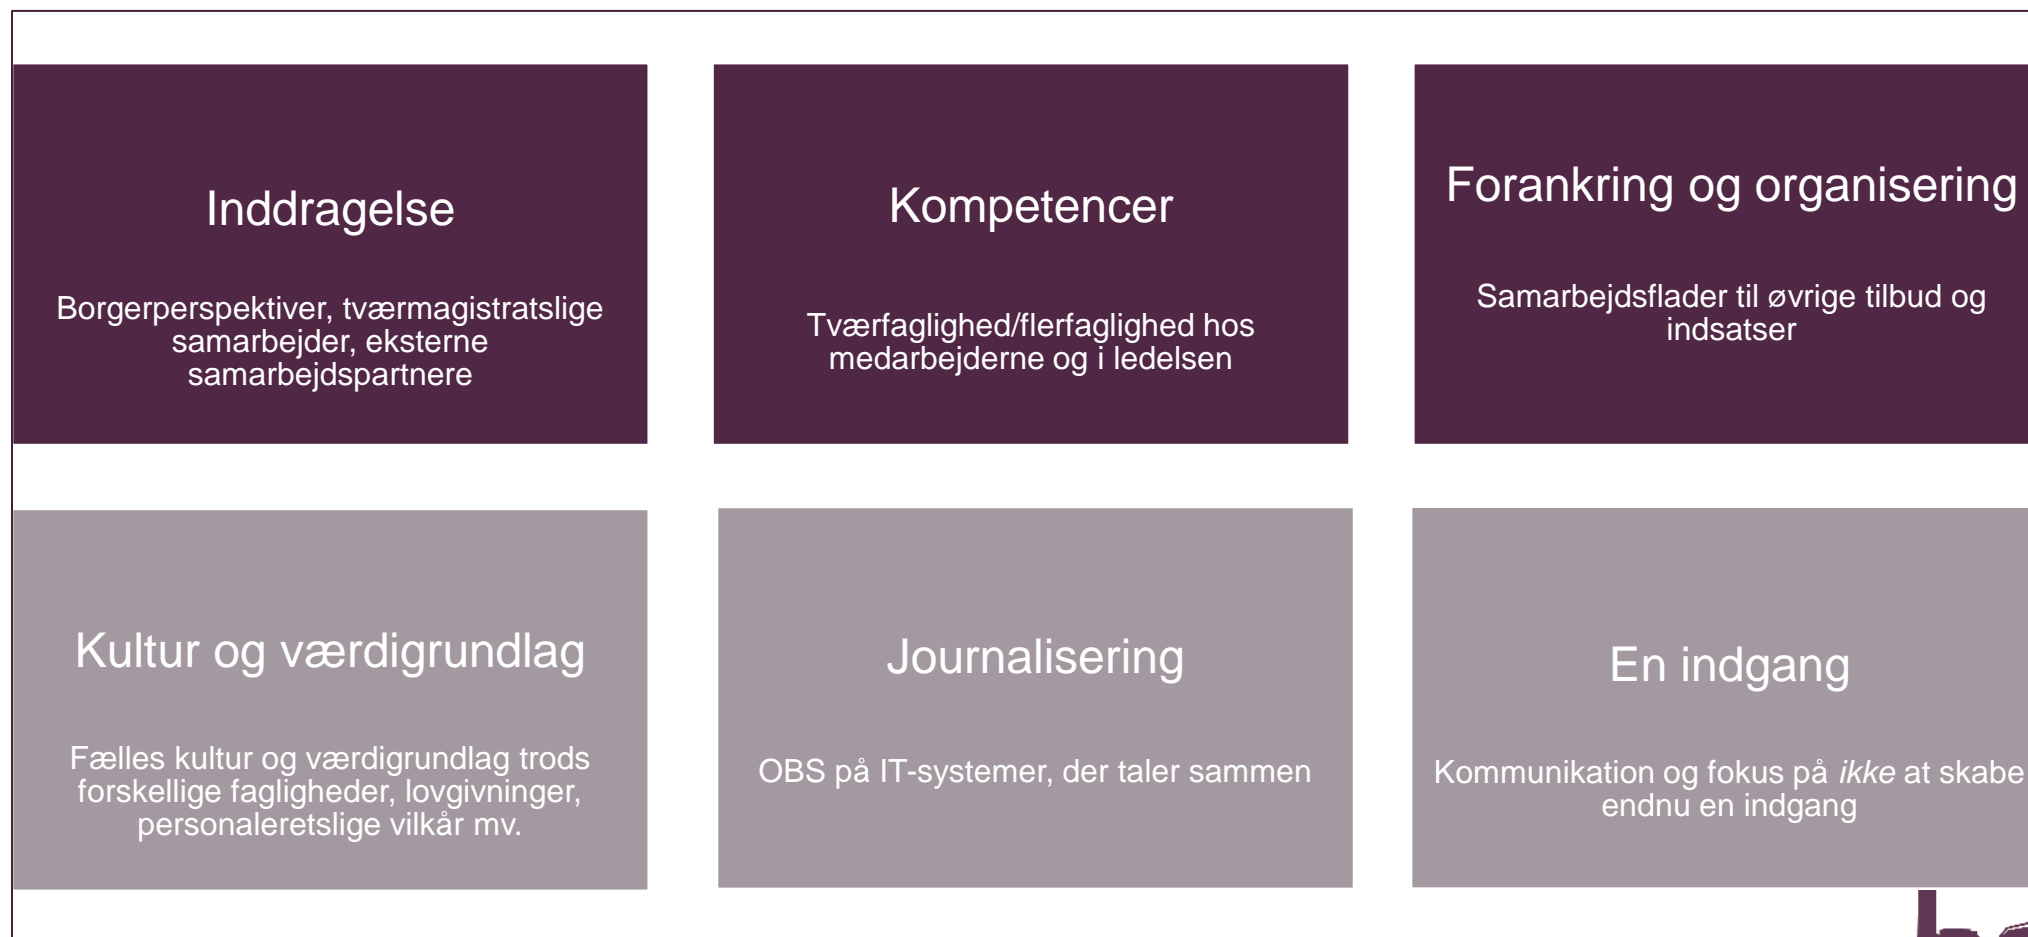 Inddragelse
Borgerperspektiver, tværmagistratslige
samarbejder, eksterne
samarbejdspartnere
Kompetencer
Tværfaglighed/flerfaglighed hos
medarbejderne og i ledelsen
Forankring og organisering
Samarbejdsflader til øvrige tilbud og
indsatser
Kultur og værdigrundlag
Fælles kultur og værdigrundlag trods
forskellige fagligheder, lovgivninger,
personaleretslige vilkår mv.
Journalisering
OBS på IT-systemer, der taler sammen
En indgang
Kommunikation og fokus på ikke at skabe
endnu en indgang